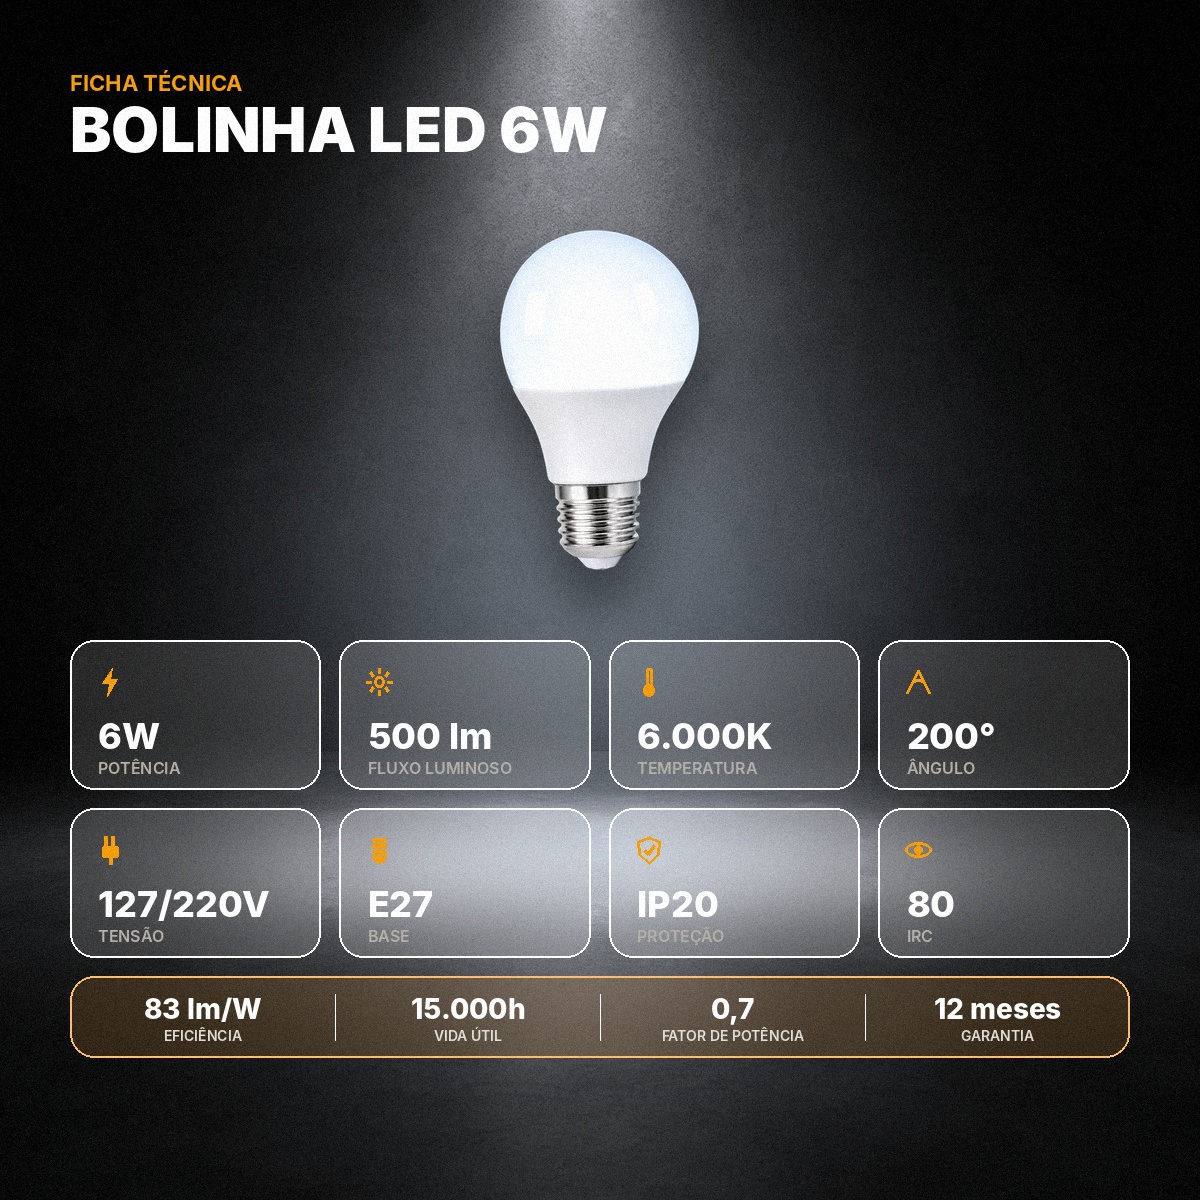 FICHA TÉCNICA
BOLINHA LED 6W
6W
POTÊNCIA
500 lm
FLUXO LUMINOSO
6.000K
TEMPERATURA
200°
ÂNGULO
127/220V
TENSÃO
E27
BASE
IP20
PROTEÇÃO
80
IRC
83 lm/W
EFICIÊNCIA
15.000h
VIDA ÚTIL
0,7
FATOR DE POTÊNCIA
12 meses
GARANTIA